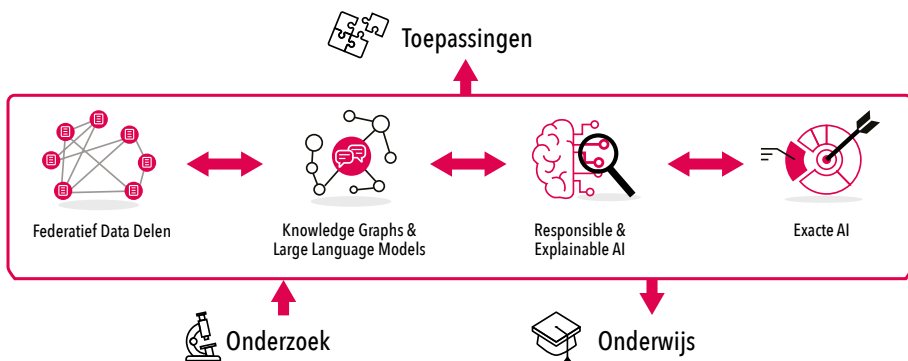 Toepassingen
Federatief Data Delen
Knowledge Graphs &
Large Language Models
Responsible &
Explainable AI
Exacte AI
Onderzoek
Onderwijs